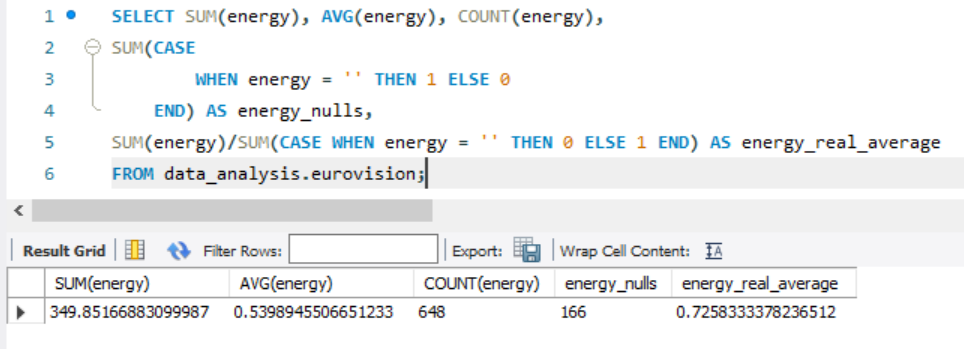 1 SELECT SUM(energy), AVG(energy), COUNT(energy),
2 SUM(CASE
3 WHEN energy = '' THEN 1 ELSE 0
4 END) AS energy_nulls,
5 SUM(energy)/SUM(CASE WHEN energy = '' THEN 0 ELSE 1 END) AS energy_real_average
6 FROM data_analysis.eurovision;
Result Grid Filter Rows: Export: Wrap Cell Content: IA
SUM(energy) AVG(energy) COUNT(energy) energy_nulls energy_real_average
349.85166883099987 0.5398945506651233 648 166 0.7258333378236512